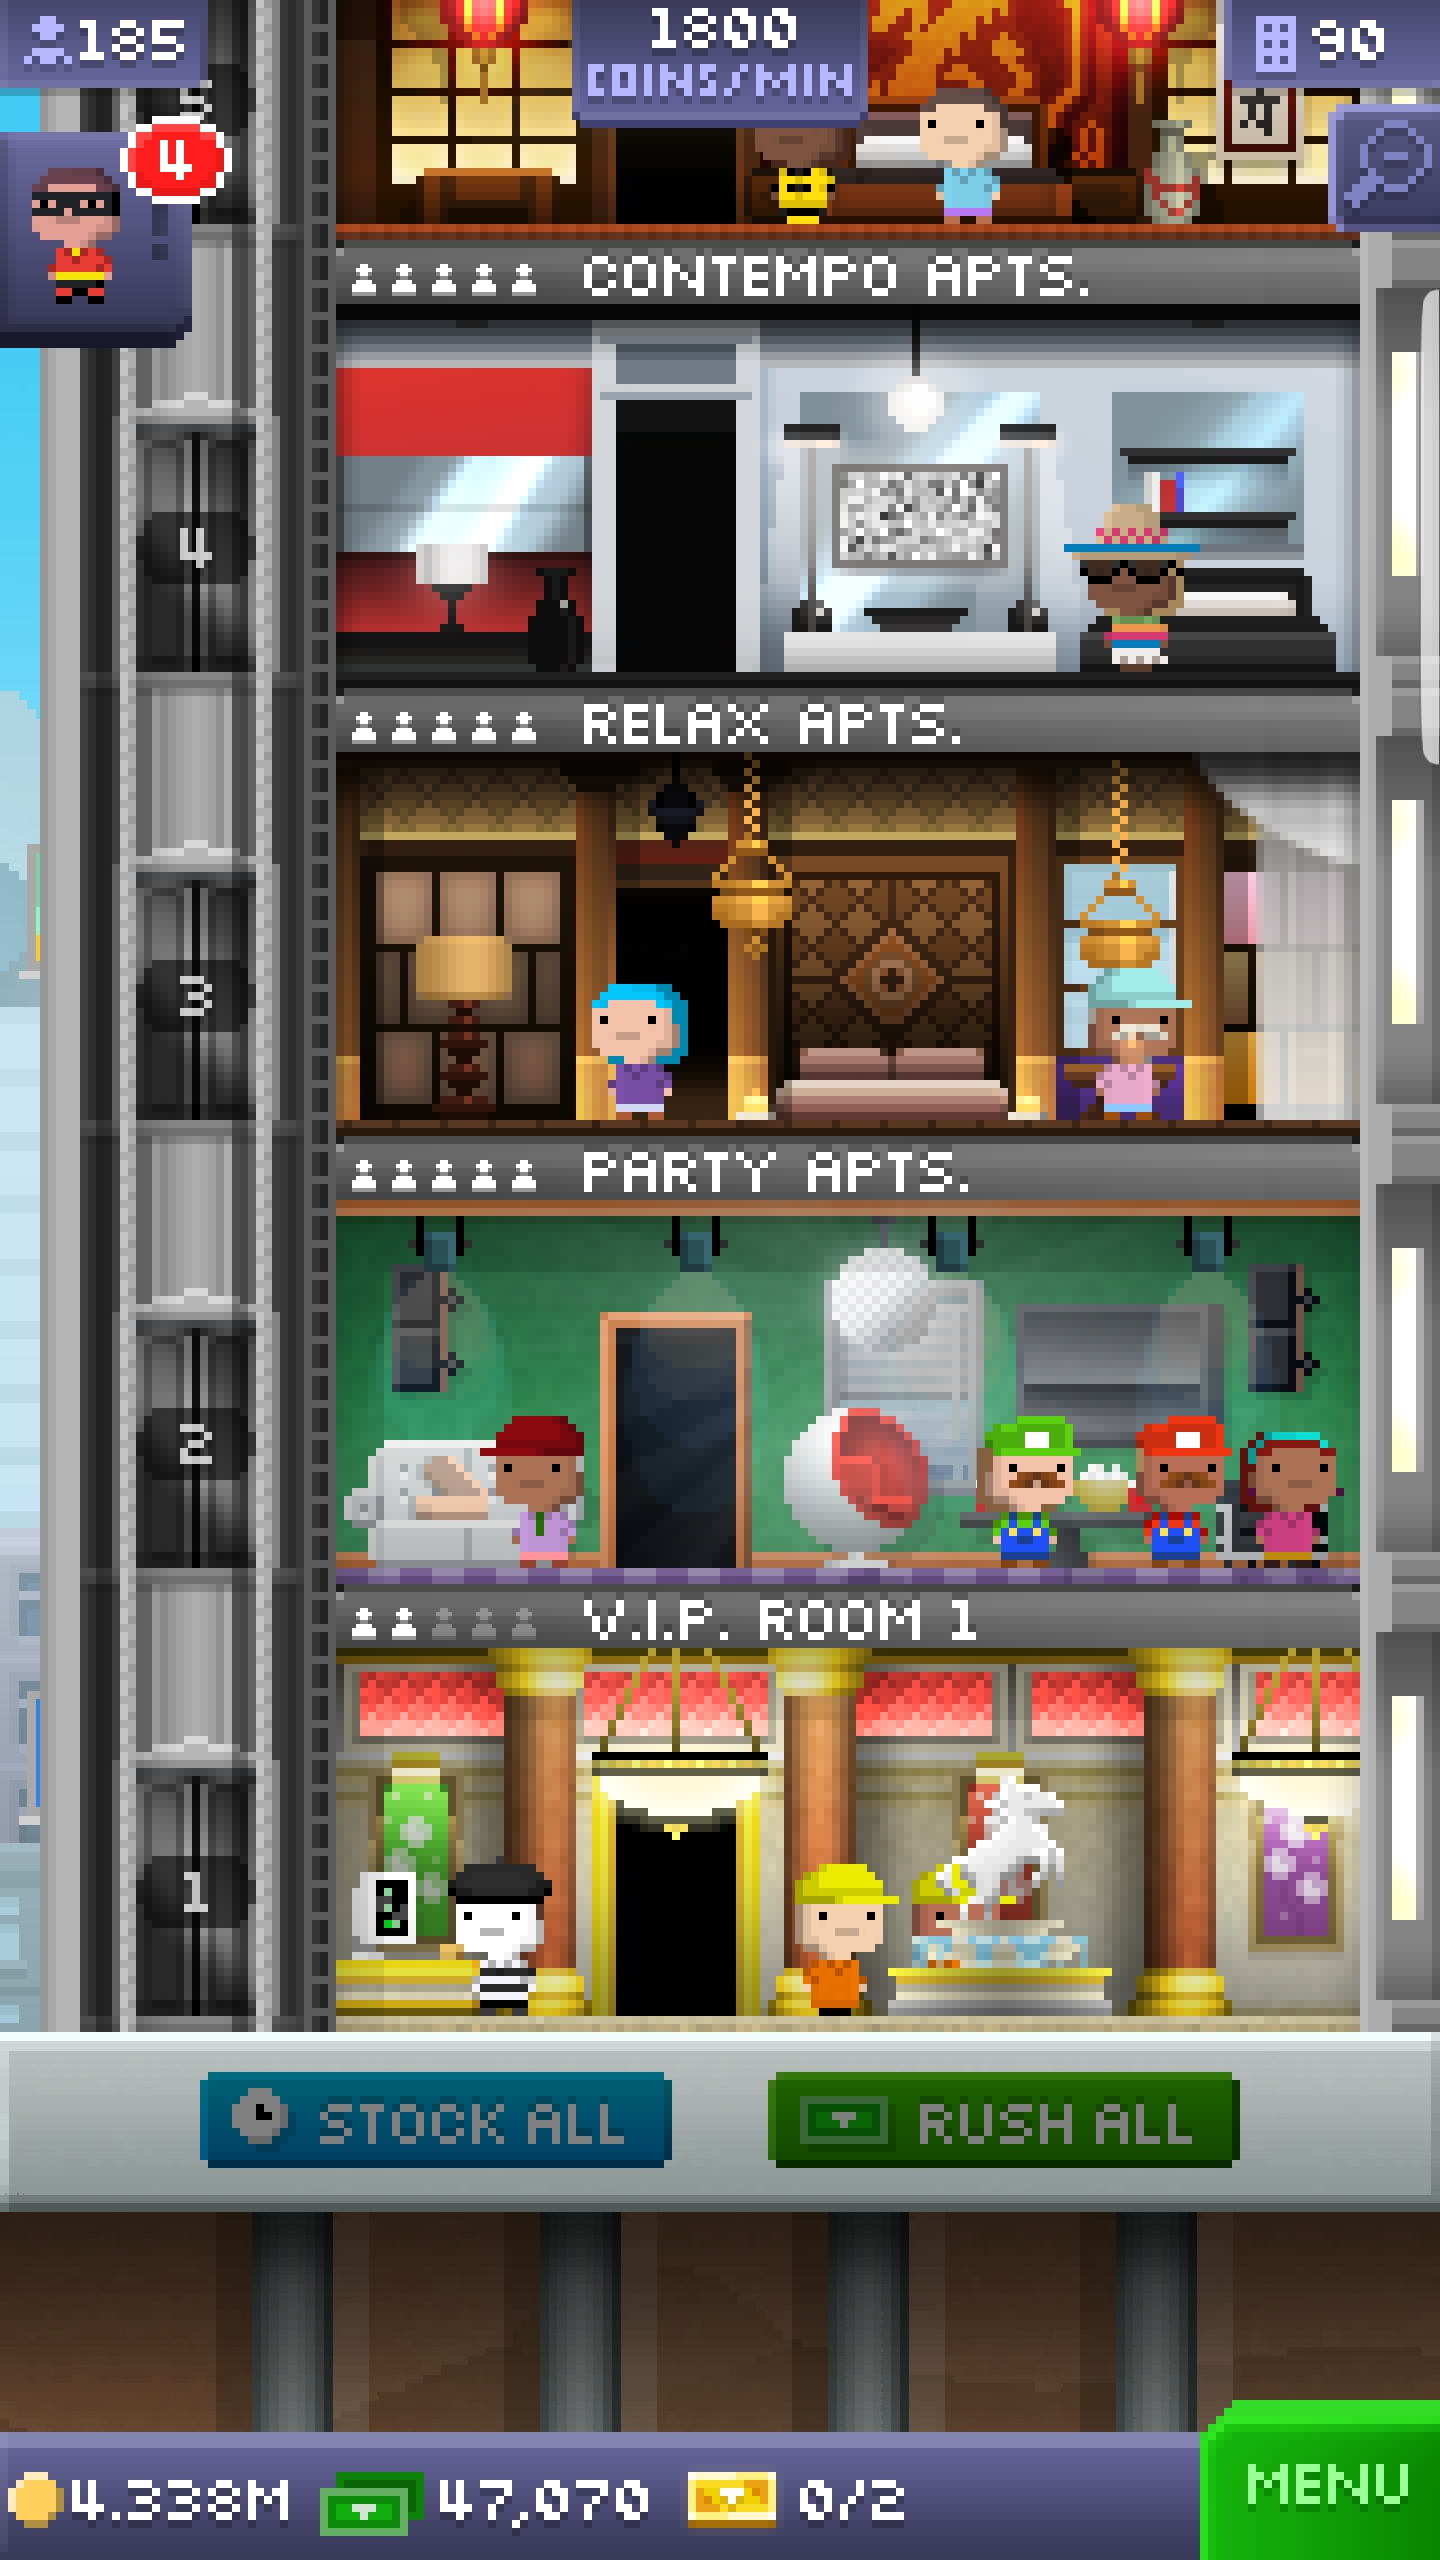 185
1800
COINS/MIN
90
5
4
CONTEMPO APTS.
4
RELAX APTS.
3
PARTY APTS.
2
V.I.P. ROOM 1
1
STOCK ALL
RUSH ALL
4.338M
47,070
0/2
MENU